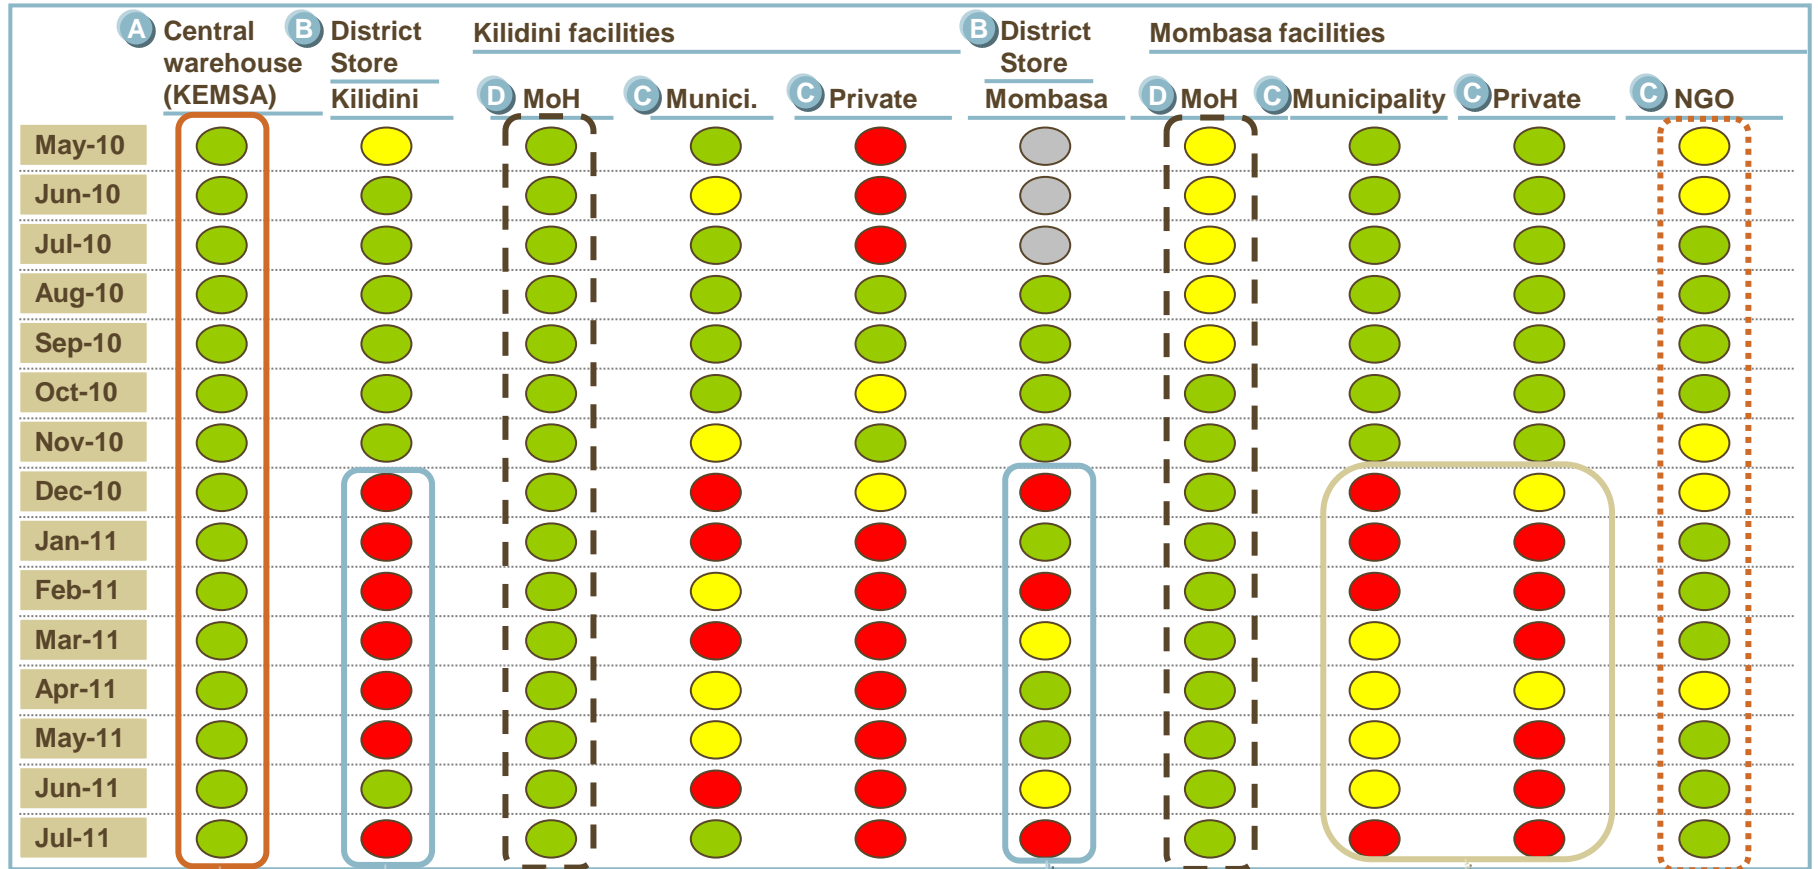 A Central warehouse (KEMSA)
B District Store Kilidini
Kilidini facilities
D MoH
C Munici.
C Private
B District Store Mombasa
Mombasa facilities
D MoH
C Municipality
C Private
C NGO
May-10
Jun-10
Jul-10
Aug-10
Sep-10
Oct-10
Nov-10
Dec-10
Jan-11
Feb-11
Mar-11
Apr-11
May-11
Jun-11
Jul-11